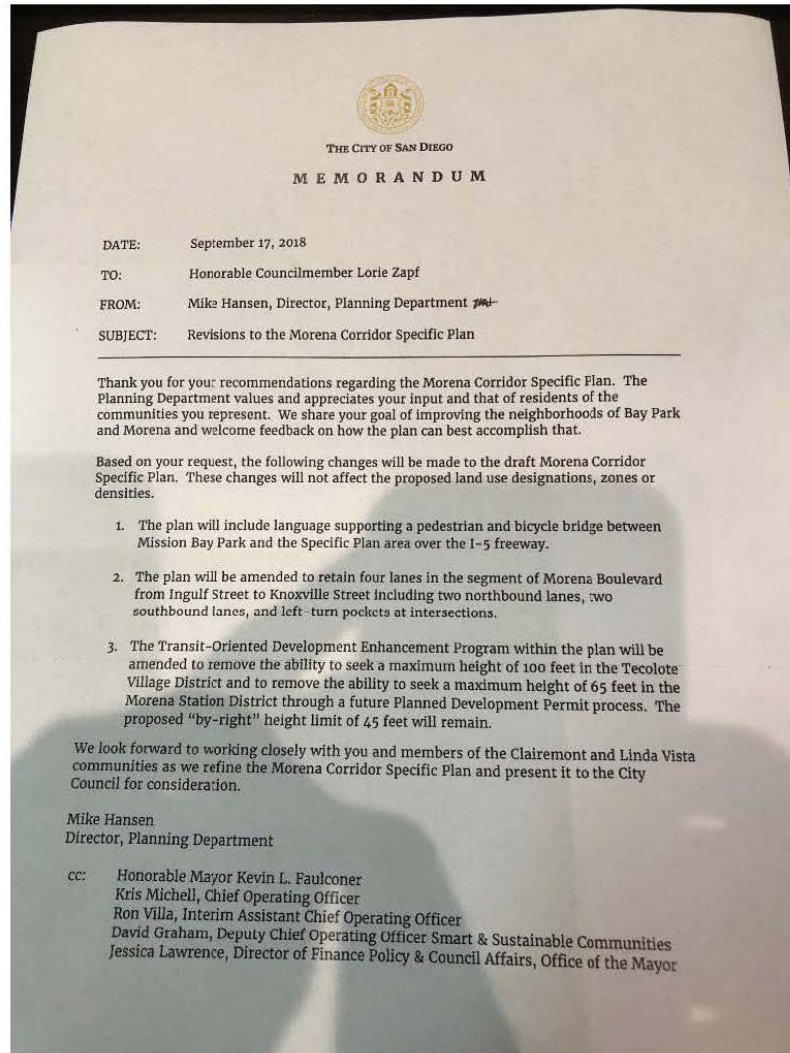 THE CITY OF SAN DIEGO
MEMORANDUM
DATE: September 17, 2018
TO: Honorable Councilmember Lorie Zapf
FROM: Mike Hansen, Director, Planning Department
SUBJECT: Revisions to the Morena Corridor Specific Plan
Thank you for your recommendations regarding the Morena Corridor Specific Plan. The
Planning Department values and appreciates your input and that of residents of the
communities you represent. We share your goal of improving the neighborhoods of Bay Park
and Morena and welcome feedback on how the plan can best accomplish that.
Based on your request, the following changes will be made to the draft Morena Corridor
Specific Plan. These changes will not affect the proposed land use designations, zones or
densities.
1. The plan will include language supporting a pedestrian and bicycle bridge between
Mission Bay Park and the Specific Plan area over the I-5 freeway.
2. The plan will be amended to retain four lanes in the segment of Morena Boulevard
from Ingulf Street to Knoxville Street including two northbound lanes, two
southbound lanes, and left-turn pockets at intersections.
3. The Transit-Oriented Development Enhancement Program within the plan will be
amended to remove the ability to seek a maximum height of 100 feet in the Tecolote
Village District and to remove the ability to seek a maximum height of 65 feet in the
Morena Station District through a future Planned Development Permit process. The
proposed "by-right" height limit of 45 feet will remain.
We look forward to working closely with you and members of the Clairemont and Linda Vista
communities as we refine the Morena Corridor Specific Plan and present it to the City
Council for consideration.
Mike Hansen
Director, Planning Department
cc: Honorable Mayor Kevin L. Faulconer
Kris Michell, Chief Operating Officer
Ron Villa, Interim Assistant Chief Operating Officer
David Graham, Deputy Chief Operating Officer Smart & Sustainable Communities
Jessica Lawrence, Director of Finance Policy & Council Affairs, Office of the Mayor